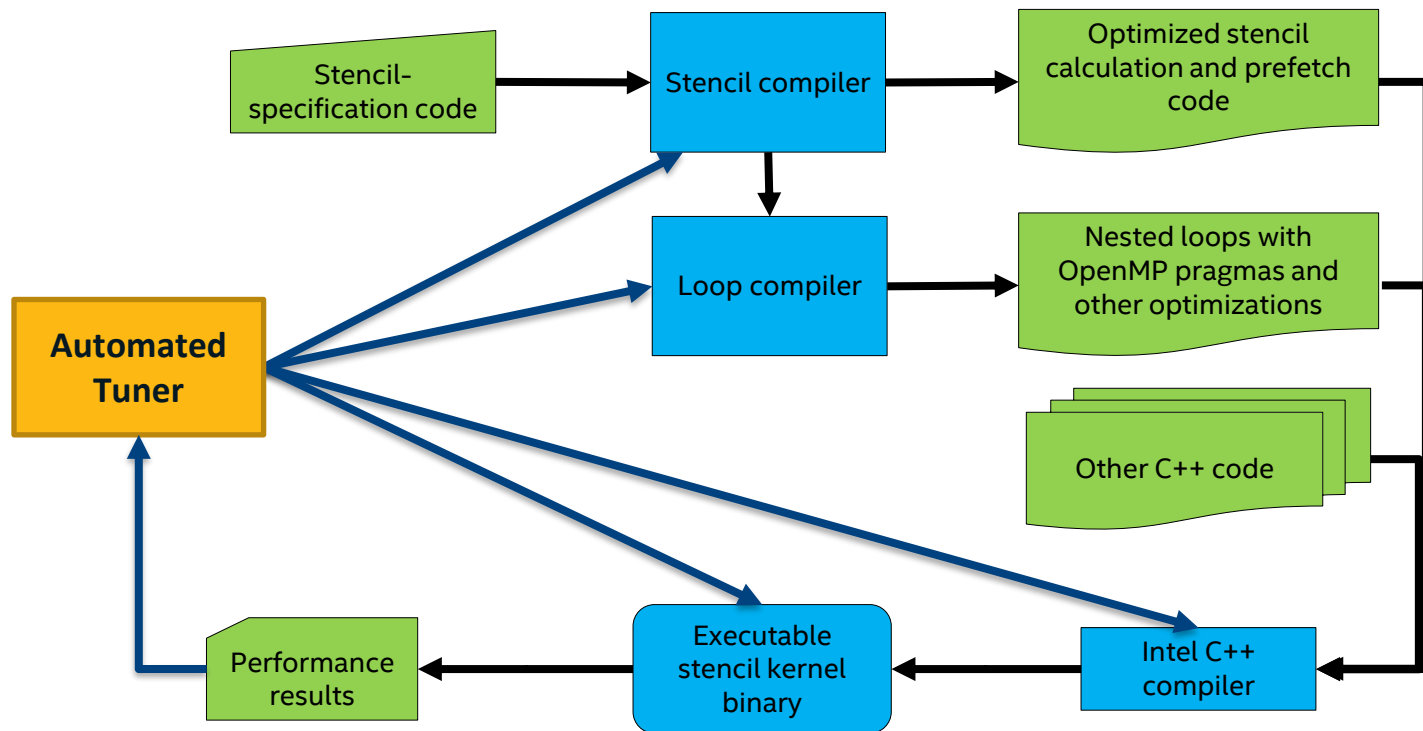 Stencil-
specification code
Stencil compiler
Optimized stencil
calculation and prefetch
code
Loop compiler
Nested loops with
OpenMP pragmas and
other optimizations
Automated
Tuner
Other C++ code
Performance
results
Executable
stencil kernel
binary
Intel C++
compiler